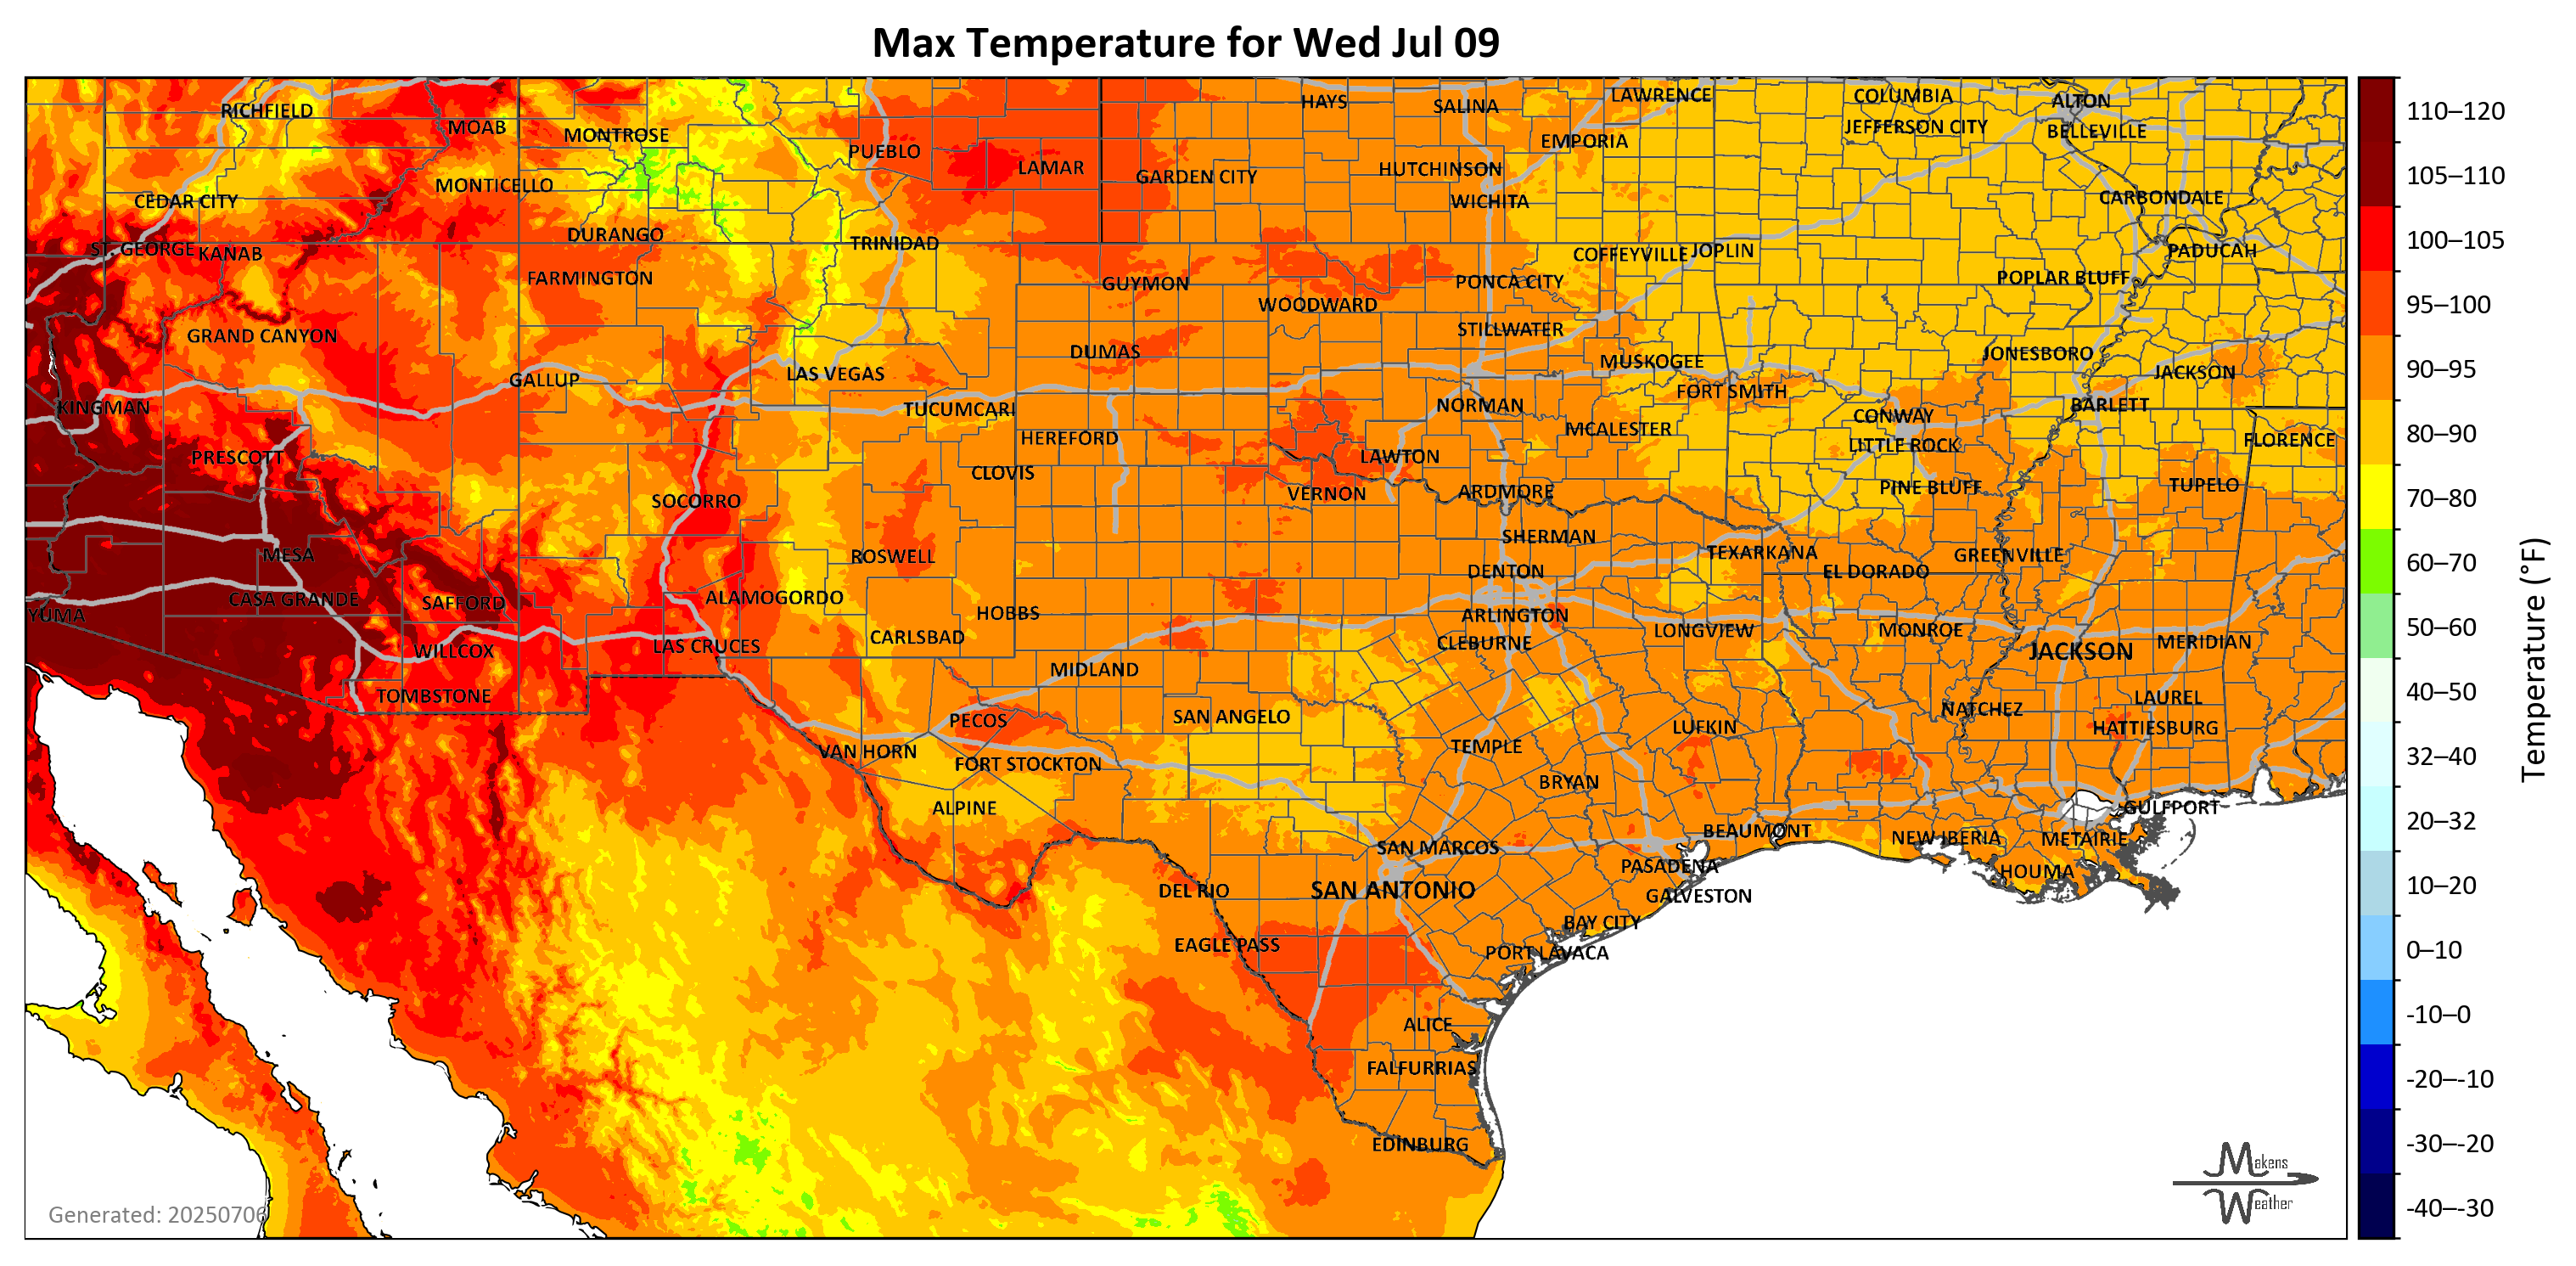 Max Temperature for Wed Jul 09
RICHFIELD
MOAB
MONTROSE
PUEBLO
LAMAR
HAYS
SALINA
LAWRENCE
COLUMBIA
ALTON
GARDEN CITY
HUTCHINSON
EMPORIA
JEFFERSON CITY
BELLEVILLE
CEDAR CITY
MONTICELLO
WICHITA
CARBONDALE
ST. GEORGE
KANAB
DURANGO
TRINIDAD
COFFEYVILLE
JOPLIN
PADUCAH
FARMINGTON
GUYMON
WOODWARD
PONCA CITY
POPLAR BLUFF
GRAND CANYON
DUMAS
STILLWATER
MUSKOGEE
JONESBORO
JACKSON
GALLUP
LAS VEGAS
FORT SMITH
KINGMAN
TUCUMCARI
NORMAN
CONWAY
BARLETT
PRESCOTT
HEREFORD
LAWTON
MCALESTER
LITTLE ROCK
FLORENCE
SOCORRO
CLOVIS
VERNON
ARDMORE
PINE BLUFF
TUPELO
MESA
ROSWELL
SHERMAN
TEXARKANA
GREENVILLE
DENTON
EL DORADO
YUMA
CASA GRANDE
SAFFORD
ALAMOGORDO
HOBBS
ARLINGTON
WILLCOX
LAS CRUCES
CARLSBAD
CLEBURNE
LONGVIEW
MONROE
JACKSON
MERIDIAN
TOMBSTONE
MIDLAND
PECOS
SAN ANGELO
LUFKIN
NATCHEZ
LAUREL
HATTIESBURG
VAN HORN
FORT STOCKTON
TEMPLE
BRYAN
ALPINE
GULFPORT
SAN MARCOS
BEAUMONT
NEW IBERIA
METAIRIE
DEL RIO
SAN ANTONIO
PASADENA
GALVESTON
HOUMA
EAGLE PASS
BAY CITY
PORT LAVACA
ALICE
FALFURRIAS
EDINBURG
Generated: 20250706
Makens
Weather
110–120
105–110
100–105
95–100
90–95
80–90
70–80
60–70
50–60
40–50
32–40
20–32
10–20
0–10
-10–0
-20–-10
-30–-20
-40–-30
Temperature (°F)